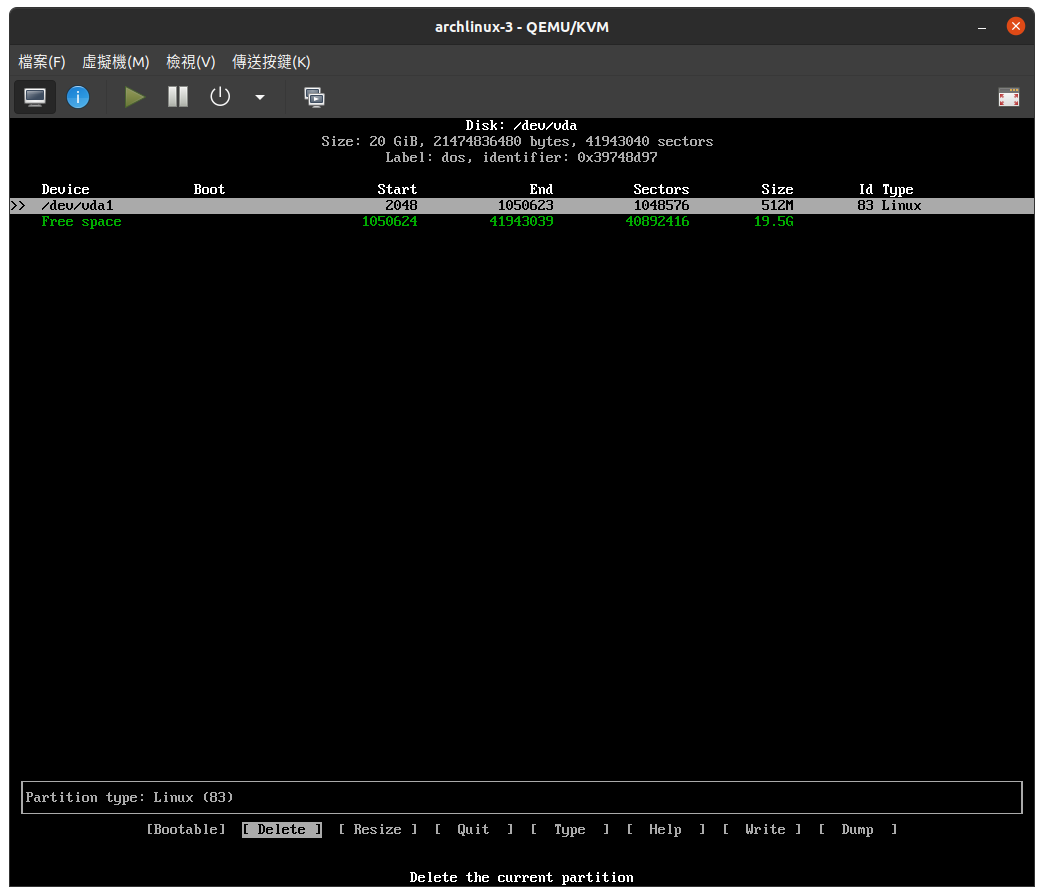 archlinux-3 - QEMU/KVM
檔案(F) 虛擬機(M) 檢視(V) 傳送按鍵(K)
Disk: /dev/vda
Size: 20 GiB, 21474836480 bytes, 41943040 sectors
Label: dos, identifier: 0x39748d97
Device Boot Start End Sectors Size Id Type
>> /dev/vda1 2048 1050623 1048576 512M 83 Linux
Free space 1050624 41943039 40892416 19.5G
Partition type: Linux (83)
[Bootable] [ Delete ] [ Resize ] [ Quit ] [ Type ] [ Help ] [ Write ] [ Dump ]
Delete the current partition